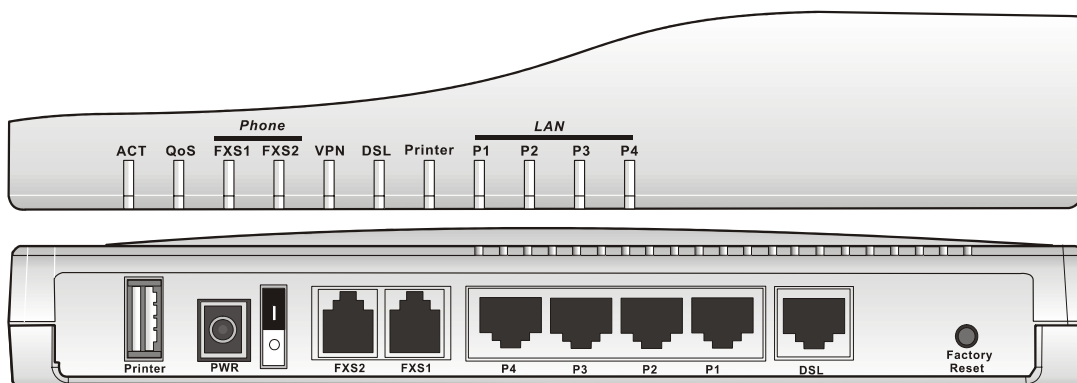 Phone
LAN
ACT QoS FXS1 FXS2 VPN DSL Printer P1 P2 P3 P4
Printer PWR FXS2 FXS1 P4 P3 P2 P1 DSL Factory
Reset